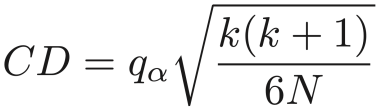 CD = q_α √(k(k + 1) / 6N)